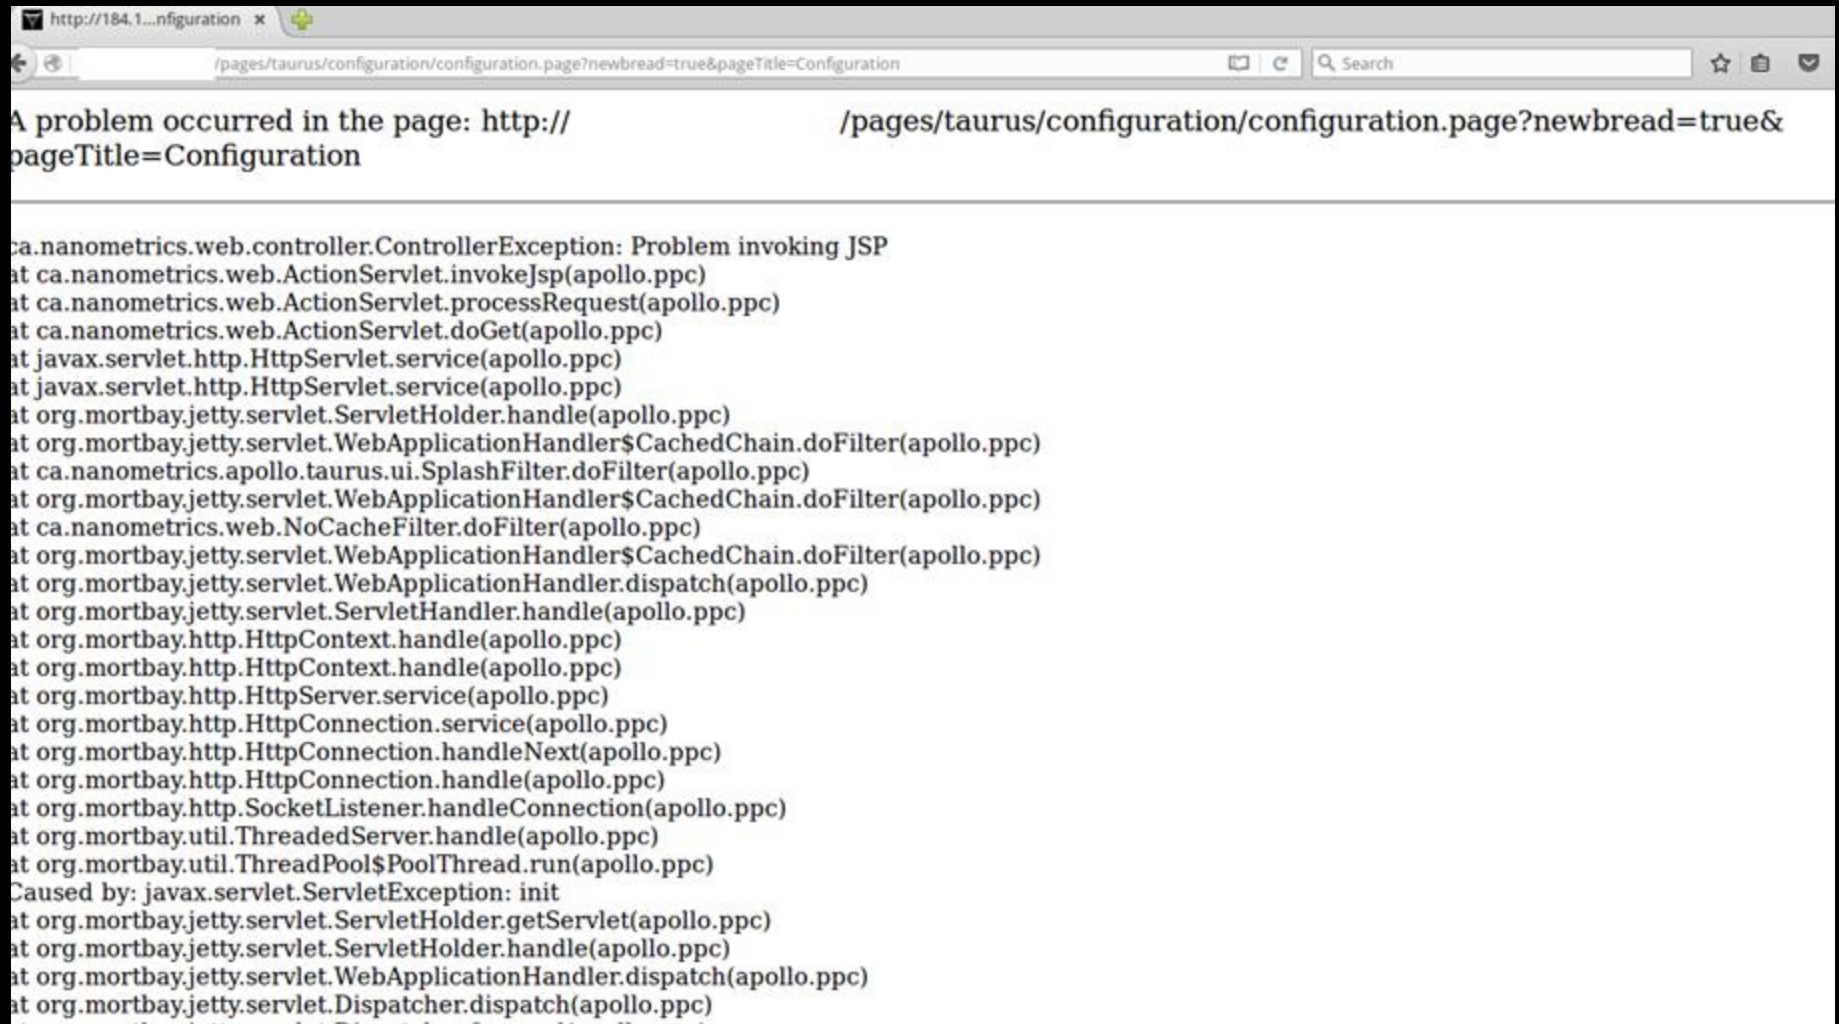 http://184.1...nfiguration
/pages/taurus/configuration/configuration.page?newbread=true&pageTitle=Configuration
Search
A problem occurred in the page: http:// /pages/taurus/configuration/configuration.page?newbread=true&
pageTitle=Configuration
ca.nanometrics.web.controller.ControllerException: Problem invoking JSP
at ca.nanometrics.web.ActionServlet.invokeJsp(apollo.ppc)
at ca.nanometrics.web.ActionServlet.processRequest(apollo.ppc)
at ca.nanometrics.web.ActionServlet.doGet(apollo.ppc)
at javax.servlet.http.HttpServlet.service(apollo.ppc)
at javax.servlet.http.HttpServlet.service(apollo.ppc)
at org.mortbay.jetty.servlet.ServletHolder.handle(apollo.ppc)
at org.mortbay.jetty.servlet.WebApplicationHandler$CachedChain.doFilter(apollo.ppc)
at ca.nanometrics.apollo.taurus.ui.SplashFilter.doFilter(apollo.ppc)
at org.mortbay.jetty.servlet.WebApplicationHandler$CachedChain.doFilter(apollo.ppc)
at ca.nanometrics.web.NoCacheFilter.doFilter(apollo.ppc)
at org.mortbay.jetty.servlet.WebApplicationHandler$CachedChain.doFilter(apollo.ppc)
at org.mortbay.jetty.servlet.WebApplicationHandler.dispatch(apollo.ppc)
at org.mortbay.jetty.servlet.ServletHandler.handle(apollo.ppc)
at org.mortbay.http.HttpContext.handle(apollo.ppc)
at org.mortbay.http.HttpContext.handle(apollo.ppc)
at org.mortbay.http.HttpServer.service(apollo.ppc)
at org.mortbay.http.HttpConnection.service(apollo.ppc)
at org.mortbay.http.HttpConnection.handleNext(apollo.ppc)
at org.mortbay.http.HttpConnection.handle(apollo.ppc)
at org.mortbay.http.SocketListener.handleConnection(apollo.ppc)
at org.mortbay.util.ThreadedServer.handle(apollo.ppc)
at org.mortbay.util.ThreadPool$PoolThread.run(apollo.ppc)
Caused by: javax.servlet.ServletException: init
at org.mortbay.jetty.servlet.ServletHolder.getServlet(apollo.ppc)
at org.mortbay.jetty.servlet.ServletHolder.handle(apollo.ppc)
at org.mortbay.jetty.servlet.WebApplicationHandler.dispatch(apollo.ppc)
at org.mortbay.jetty.servlet.Dispatcher.dispatch(apollo.ppc)